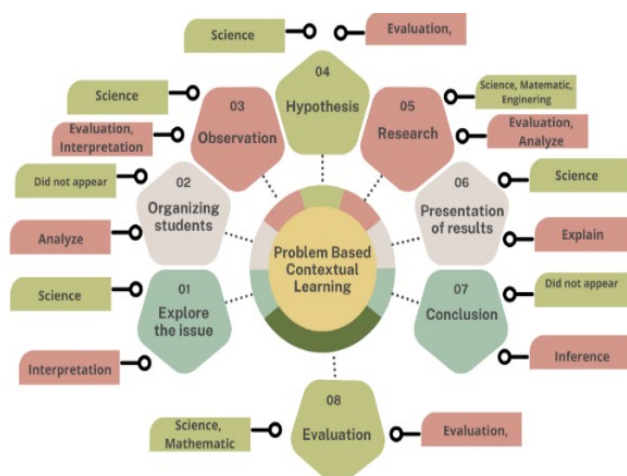 Science
Evaluation,
04
Hypothesis
Science
03
Observation
Evaluation,
Interpretation
05
Research
Science, Matematic,
Enginering
Evaluation,
Analyze
Did not appear
02
Organizing
students
Analyze
06
Presentation
of results
Science
Explain
Problem Based
Contextual
Learning
Science
01
Explore
the issue
Interpretation
07
Conclusion
Did not appear
Inference
08
Evaluation
Science,
Mathematic
Evaluation,